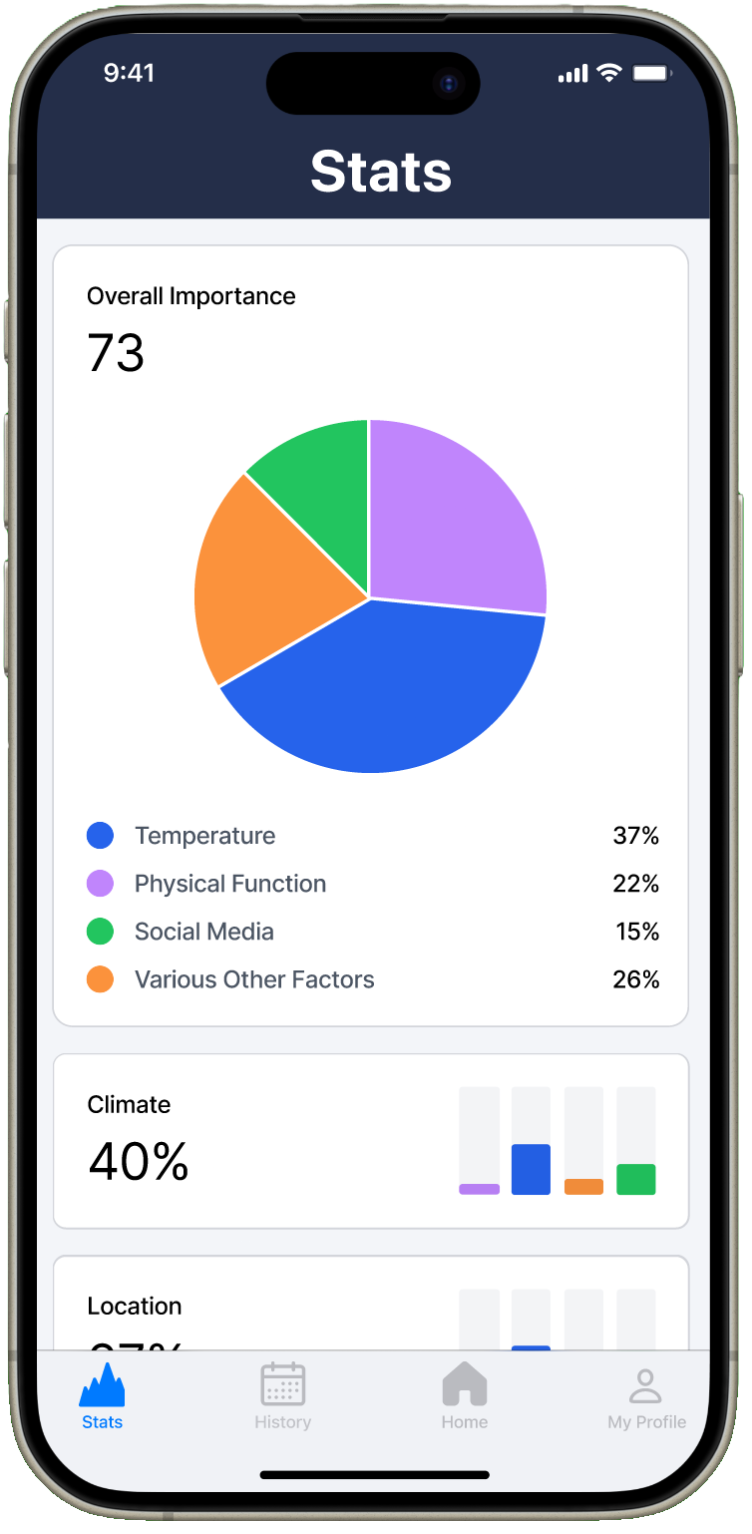 9:41
Stats
Overall Importance
73
Temperature 37%
Physical Function 22%
Social Media 15%
Various Other Factors 26%
Climate
40%
Location
Stats History Home My Profile